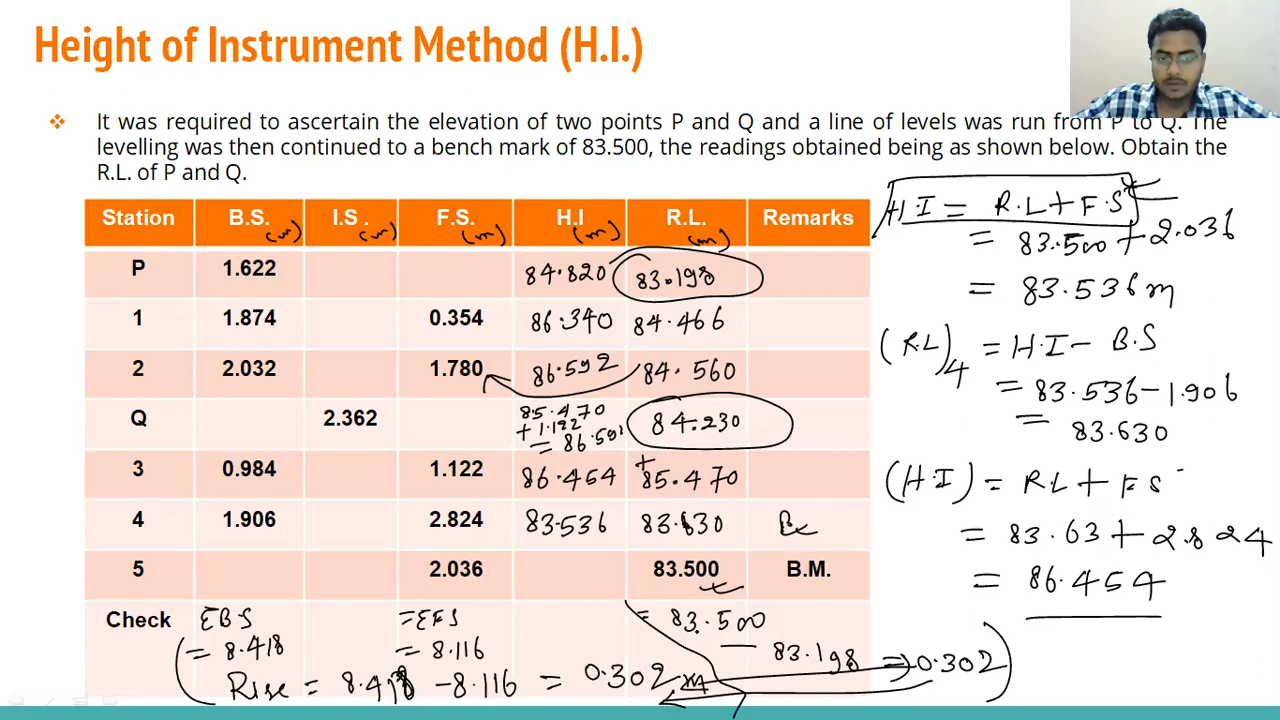 Height of Instrument Method (H.I.)
❖ It was required to ascertain the elevation of two points P and Q and a line of levels was run from P to Q. The
levelling was then continued to a bench mark of 83.500, the readings obtained being as shown below. Obtain the
R.L. of P and Q.
Station B.S. (m) I.S. (m) F.S. (m) H.I (m) R.L. (m) Remarks
P 1.622 84.820 83.198
1 1.874 0.354 86.340 84.466
2 2.032 1.780 86.592 84.560
Q 2.362 85.470 84.230
+1.122
= 86.592
3 0.984 1.122 86.454 + 85.470
4 1.906 2.824 83.536 83.630
5 2.036 83.500 B.M.
Check ΣBS =ΣFS = 83.500
= 8.418 = 8.116 — 83.198 => 0.302
Rise = 8.418 - 8.116 = 0.302
H I = R.L + F.S
= 83.500 + 2.036
= 83.536 m
(R.L)4 = H.I - B.S
= 83.536 - 1.906
= 83.630
(H.I) = RL + FS
= 83.63 + 2.824
= 86.454